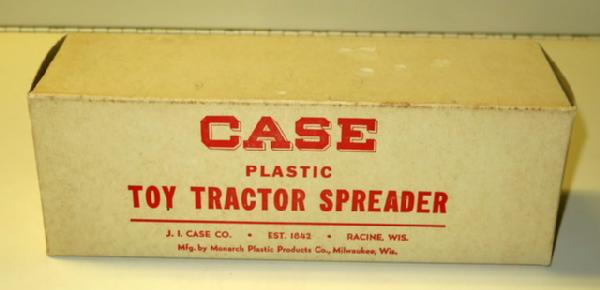 CASE
PLASTIC
TOY TRACTOR SPREADER
J. I. CASE CO. • EST. 1842 • RACINE, WIS.
Mfg. by Monarch Plastic Products Co., Milwaukee, Wis.